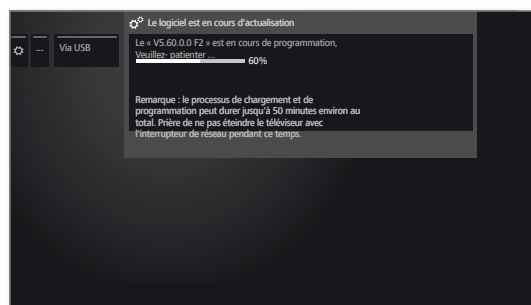 Le logiciel est en cours d'actualisation
... Via USB
Le « V5.60.0.0 F2 » est en cours de programmation,
Veuillez- patienter ...
60%
Remarque : le processus de chargement et de
programmation peut durer jusqu'à 50 minutes environ au
total. Prière de ne pas éteindre le téléviseur avec
l'interrupteur de réseau pendant ce temps.